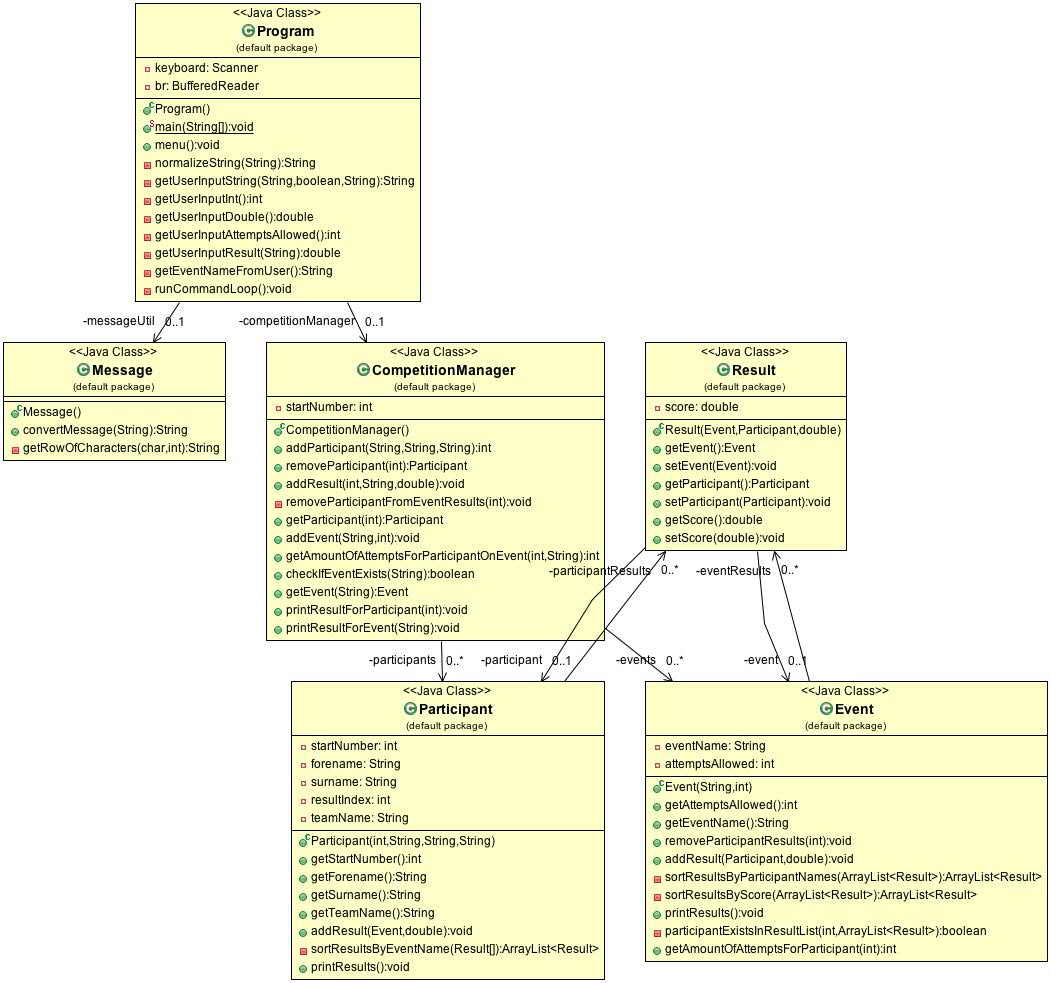 <<Java Class>>
C Program
(default package)
keyboard: Scanner
br: BufferedReader
C Program()
S main(String[]):void
menu():void
normalizeString(String):String
getUserInputString(String,boolean,String):String
getUserInputInt():int
getUserInputDouble():double
getUserInputAttemptsAllowed():int
getUserInputResult(String):double
getEventNameFromUser():String
runCommandLoop():void
-messageUtil 0..1
-competitionManager 0..1
<<Java Class>>
C Message
(default package)
C Message()
convertMessage(String):String
getRowOfCharacters(char,int):String
<<Java Class>>
C CompetitionManager
(default package)
startNumber: int
C CompetitionManager()
addParticipant(String,String,String):int
removeParticipant(int):Participant
addResult(int,String,double):void
removeParticipantFromEventResults(int):void
getParticipant(int):Participant
addEvent(String,int):void
getAmountOfAttemptsForParticipantOnEvent(int,String):int
checkIfEventExists(String):boolean
getEvent(String):Event
printResultForParticipant(int):void
printResultForEvent(String):void
<<Java Class>>
C Result
(default package)
score: double
C Result(Event,Participant,double)
getEvent():Event
setEvent(Event):void
getParticipant():Participant
setParticipant(Participant):void
getScore():double
setScore(double):void
-participantResults 0..*
-eventResults 0..*
-participants 0..*
-participant 0..1
-events 0..*
-event 0..1
<<Java Class>>
C Participant
(default package)
startNumber: int
forename: String
surname: String
resultIndex: int
teamName: String
C Participant(int,String,String,String)
getStartNumber():int
getForename():String
getSurname():String
getTeamName():String
addResult(Event,double):void
sortResultsByEventName(Result[]):ArrayList<Result>
printResults():void
<<Java Class>>
C Event
(default package)
eventName: String
attemptsAllowed: int
C Event(String,int)
getAttemptsAllowed():int
getEventName():String
removeParticipantResults(int):void
addResult(Participant,double):void
sortResultsByParticipantNames(ArrayList<Result>):ArrayList<Result>
sortResultsByScore(ArrayList<Result>):ArrayList<Result>
printResults():void
participantExistsInResultList(int,ArrayList<Result>):boolean
getAmountOfAttemptsForParticipant(int):int